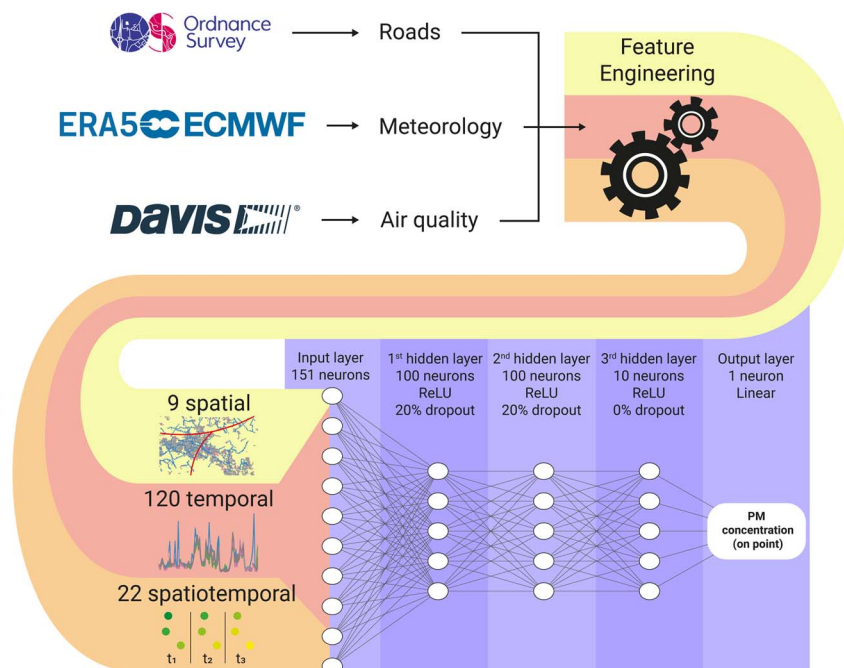 Ordnance
Survey
Roads
Feature
Engineering
ERA5 ECMWF
Meteorology
DAVIS ®
Air quality
Input layer
151 neurons
1st hidden layer
100 neurons
ReLU
20% dropout
2nd hidden layer
100 neurons
ReLU
20% dropout
3rd hidden layer
10 neurons
ReLU
0% dropout
Output layer
1 neuron
Linear
9 spatial
120 temporal
22 spatiotemporal
t₁ t₂ t₃
PM
concentration
(on point)